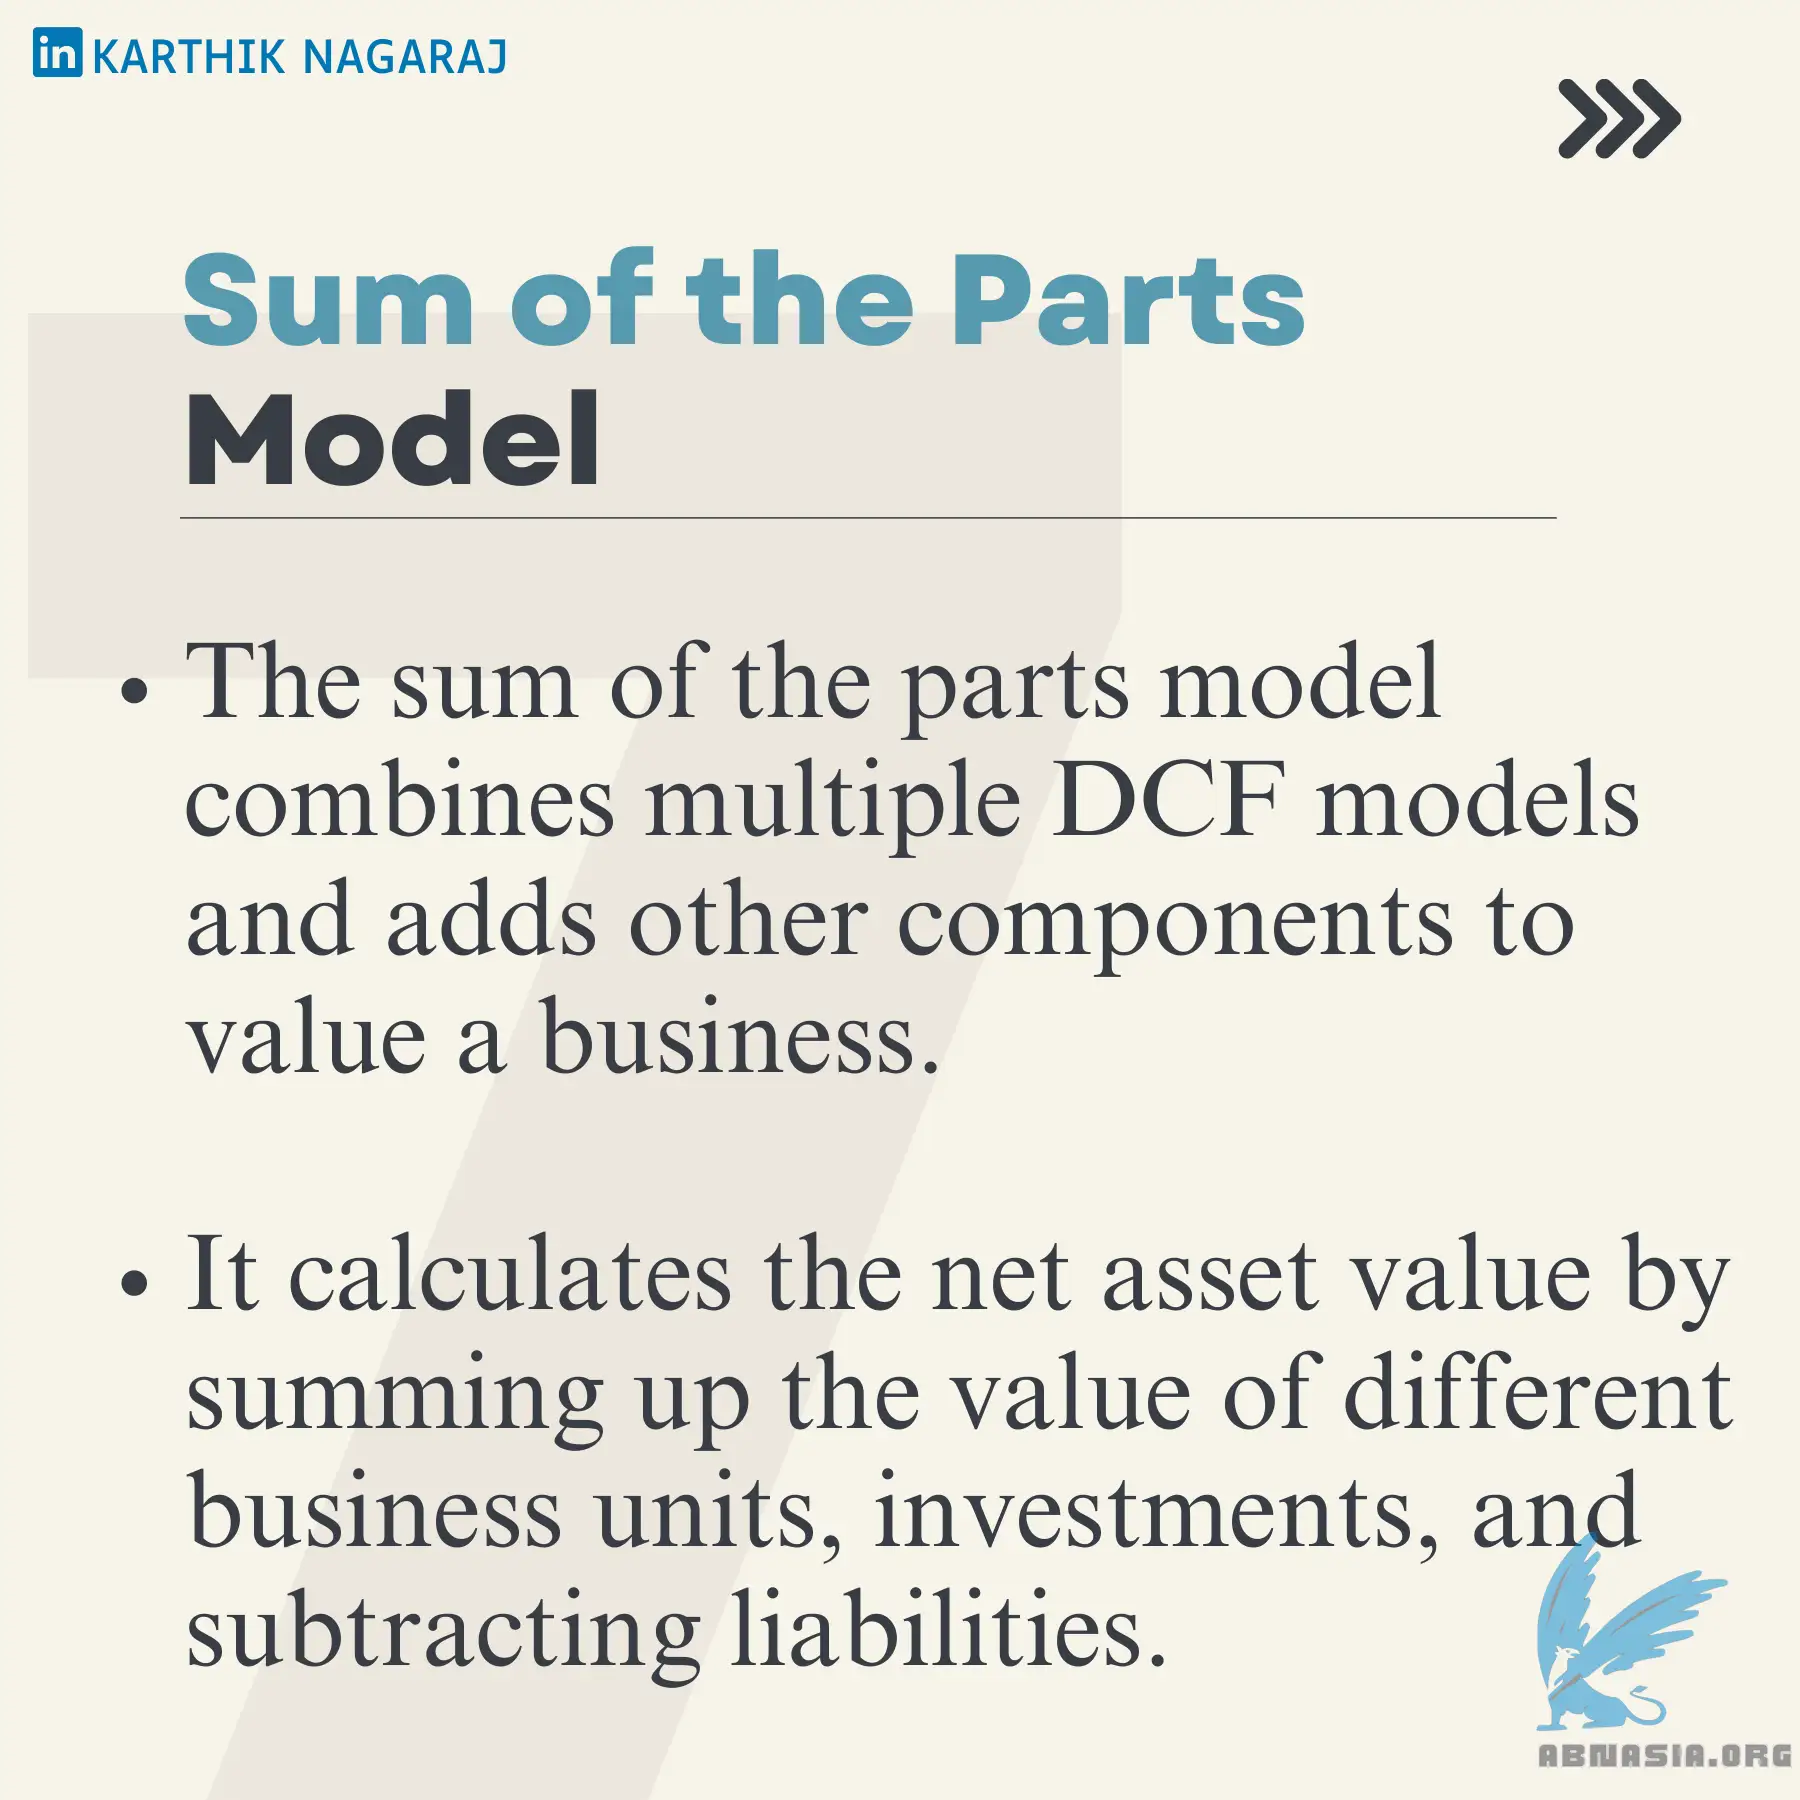 in KARTHIK NAGARAJ
Sum of the Parts
Model
7
• The sum of the parts model
combines multiple DCF models
and adds other components to
value a business.
• It calculates the net asset value by
summing up the value of different
business units, investments, and
subtracting liabilities.
ABNASIA.ORG